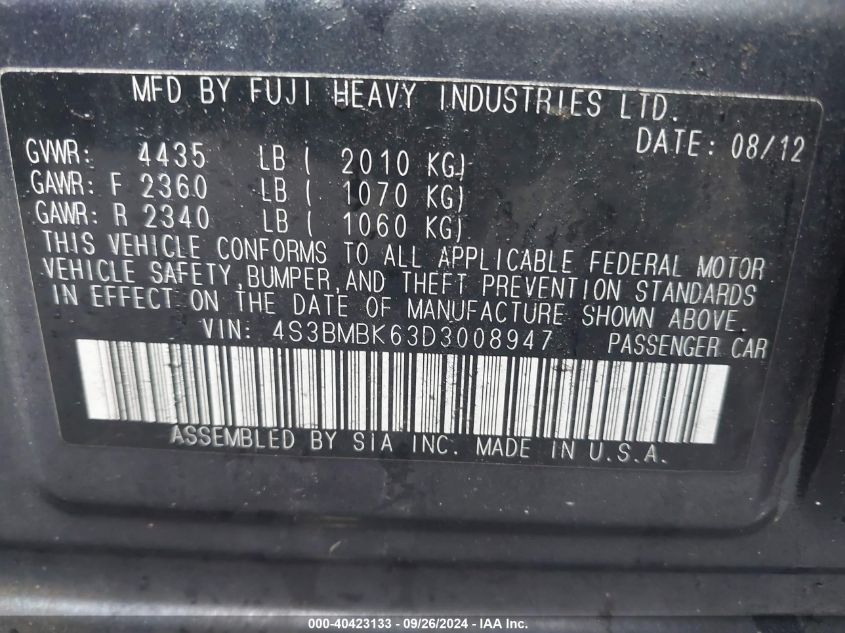 MFD BY FUJI HEAVY INDUSTRIES LTD.
DATE: 08/12
GVWR: 4435 LB ( 2010 KG)
GAWR: F 2360 LB ( 1070 KG)
GAWR: R 2340 LB ( 1060 KG)
THIS VEHICLE CONFORMS TO ALL APPLICABLE FEDERAL MOTOR
VEHICLE SAFETY,BUMPER,AND THEFT PREVENTION STANDARDS
IN EFFECT ON THE DATE OF MANUFACTURE SHOWN ABOVE.
VIN: 4S3BMBK63D3008947 PASSENGER CAR
ASSEMBLED BY SIA INC. MADE IN U.S.A.
000-40423133 - 09/26/2024 - IAA Inc.